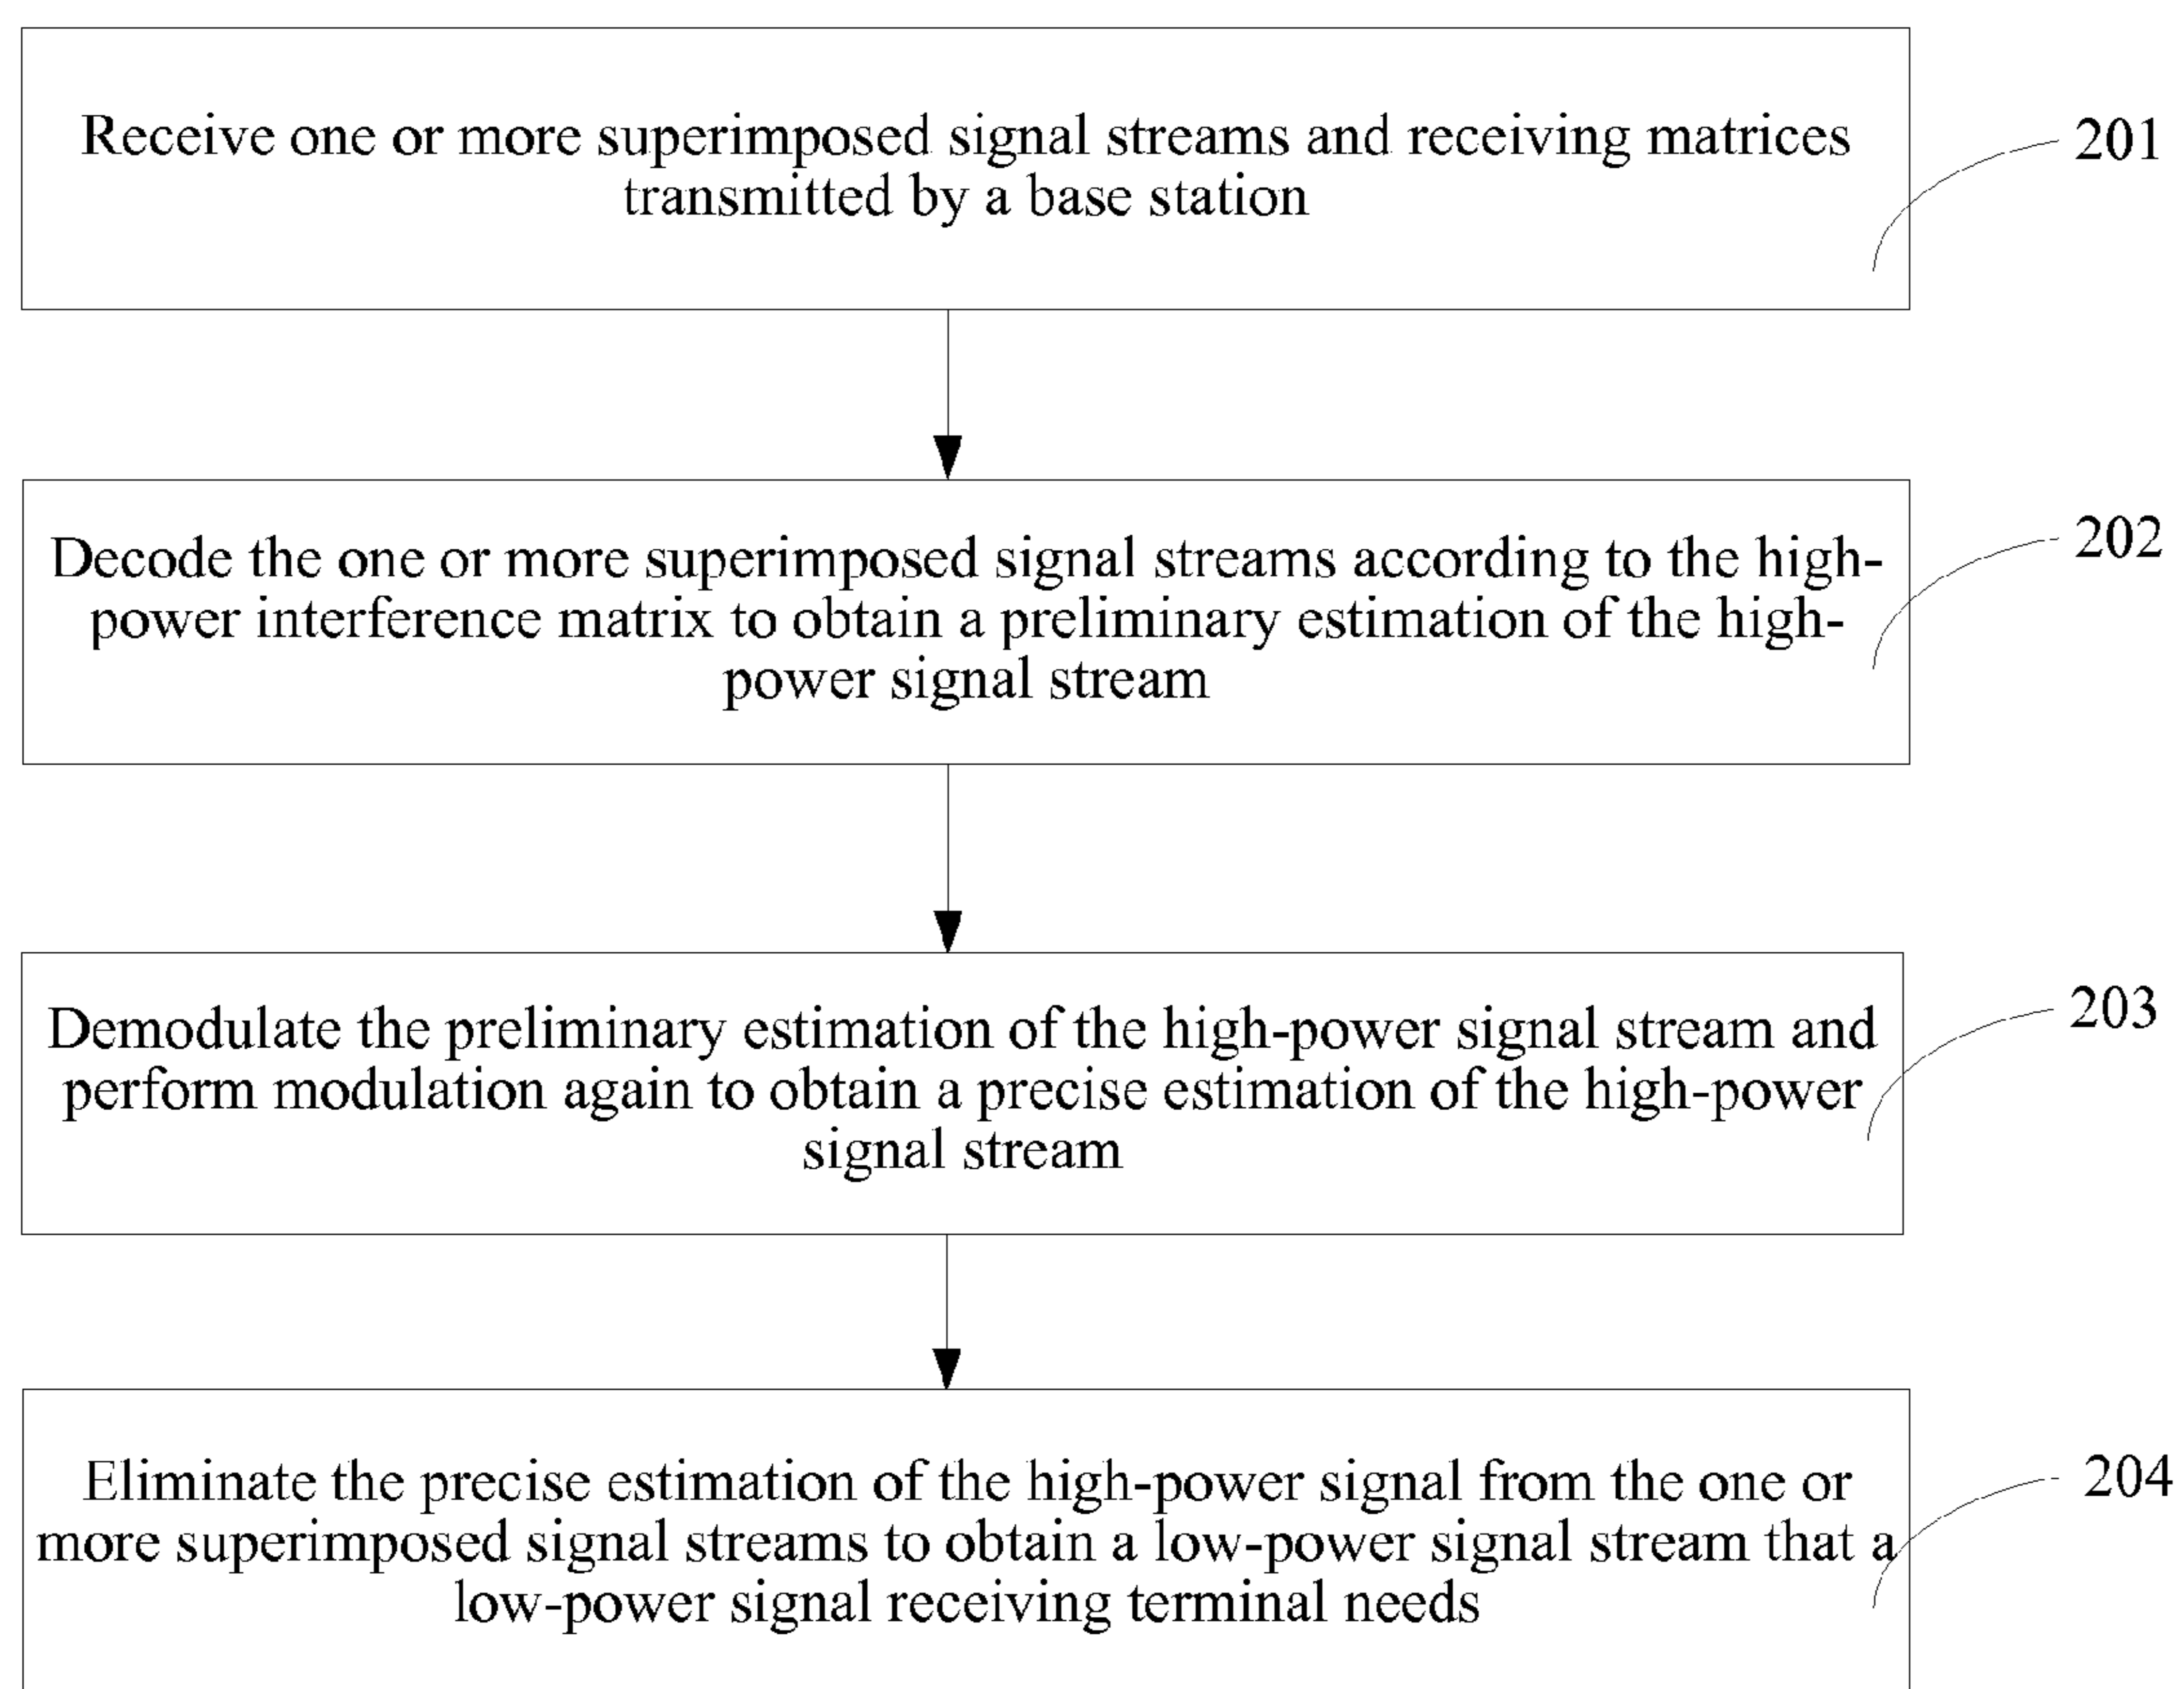 Receive one or more superimposed signal streams and receiving matrices
transmitted by a base station
201
Decode the one or more superimposed signal streams according to the high-
power interference matrix to obtain a preliminary estimation of the high-
power signal stream
202
Demodulate the preliminary estimation of the high-power signal stream and
perform modulation again to obtain a precise estimation of the high-power
signal stream
203
Eliminate the precise estimation of the high-power signal from the one or
more superimposed signal streams to obtain a low-power signal stream that a
low-power signal receiving terminal needs
204